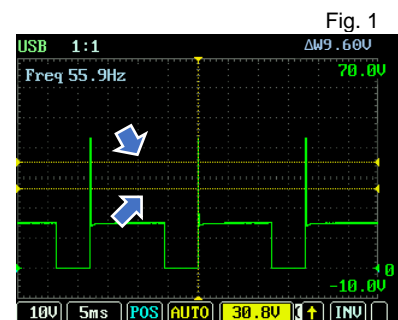 Fig. 1
USB 1:1 ΔW9.60V
Freq 55.9Hz 70.0V
0
-10.0V
10V 5ms POS AUTO 30.8V ↑ INV